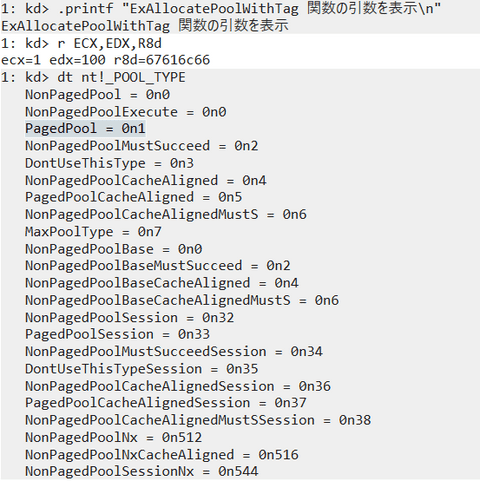 1: kd> .printf "ExAllocatePoolWithTag 関数の引数を表示\n"
ExAllocatePoolWithTag 関数の引数を表示
1: kd> r ECX,EDX,R8d
ecx=1 edx=100 r8d=67616c66
1: kd> dt nt!_POOL_TYPE
NonPagedPool = 0n0
NonPagedPoolExecute = 0n0
PagedPool = 0n1
NonPagedPoolMustSucceed = 0n2
DontUseThisType = 0n3
NonPagedPoolCacheAligned = 0n4
PagedPoolCacheAligned = 0n5
NonPagedPoolCacheAlignedMustS = 0n6
MaxPoolType = 0n7
NonPagedPoolBase = 0n0
NonPagedPoolBaseMustSucceed = 0n2
NonPagedPoolBaseCacheAligned = 0n4
NonPagedPoolBaseCacheAlignedMustS = 0n6
NonPagedPoolSession = 0n32
PagedPoolSession = 0n33
NonPagedPoolMustSucceedSession = 0n34
DontUseThisTypeSession = 0n35
NonPagedPoolCacheAlignedSession = 0n36
PagedPoolCacheAlignedSession = 0n37
NonPagedPoolCacheAlignedMustSSession = 0n38
NonPagedPoolNx = 0n512
NonPagedPoolNxCacheAligned = 0n516
NonPagedPoolSessionNx = 0n544